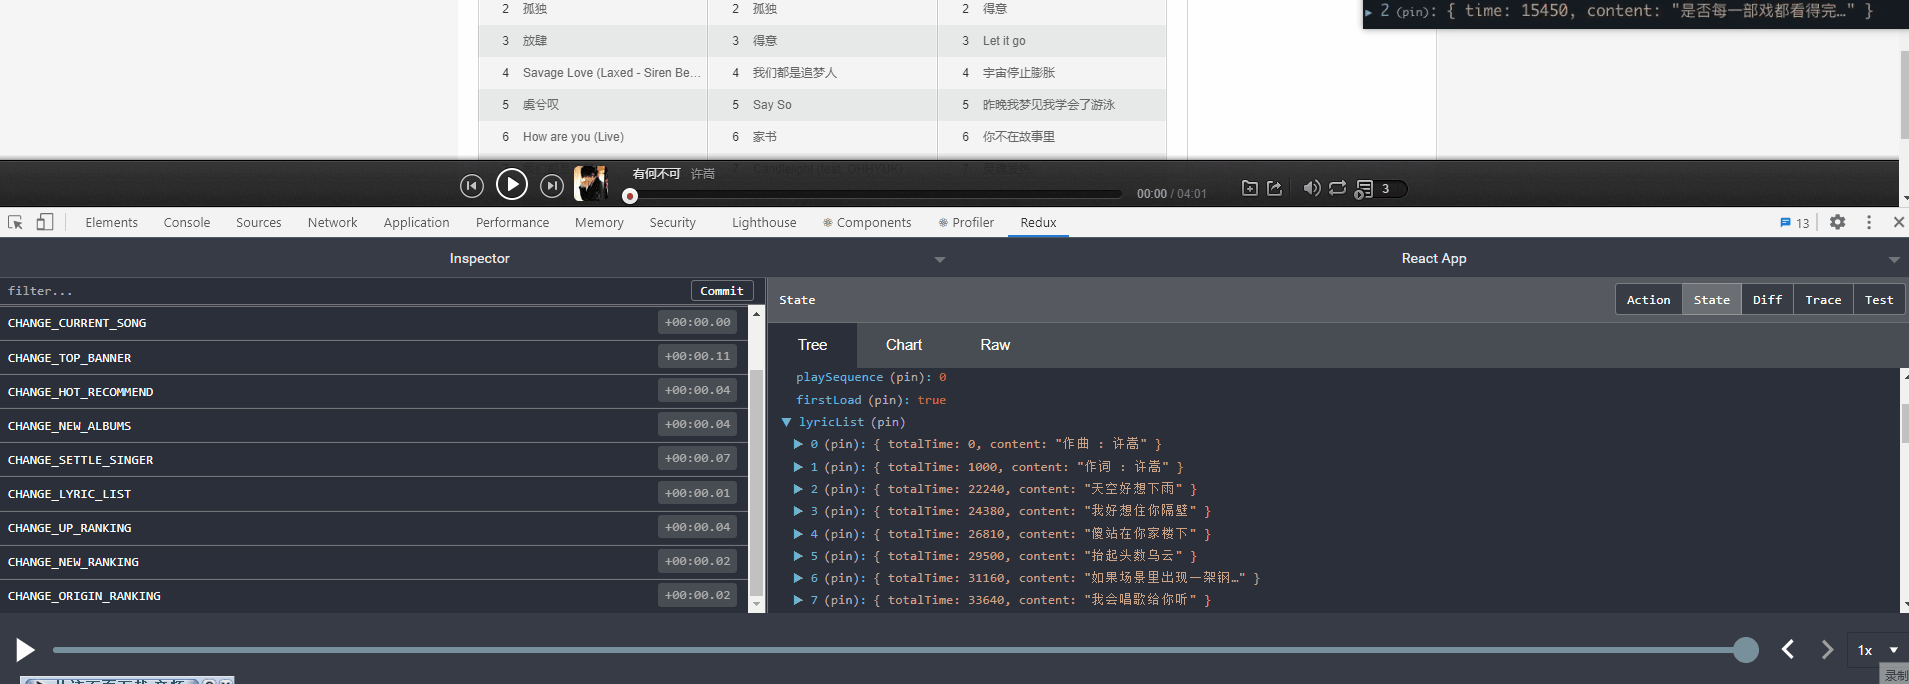 2 孤独 2 孤独 2 得意
2 (pin): { time: 15450, content: "是否每一部戏都看得完…" }
3 放肆 3 得意 3 Let it go
4 Savage Love (Laxed - Siren Be... 4 我们都是追梦人 4 宇宙停止膨胀
5 虞兮叹 5 Say So 5 昨晚我梦见我学会了游泳
6 How are you (Live) 6 家书 6 你不在故事里
有何不可 许嵩
00:00 / 04:01
3
Elements Console Sources Network Application Performance Memory Security Lighthouse Components Profiler Redux 13
Inspector React App
filter... Commit
State Action State Diff Trace Test
Tree Chart Raw
CHANGE_CURRENT_SONG +00:00.00
CHANGE_TOP_BANNER +00:00.11
CHANGE_HOT_RECOMMEND +00:00.04
CHANGE_NEW_ALBUMS +00:00.04
CHANGE_SETTLE_SINGER +00:00.07
CHANGE_LYRIC_LIST +00:00.01
CHANGE_UP_RANKING +00:00.04
CHANGE_NEW_RANKING +00:00.02
CHANGE_ORIGIN_RANKING +00:00.02
playSequence (pin): 0
firstLoad (pin): true
lyricList (pin)
0 (pin): { totalTime: 0, content: "作曲 : 许嵩" }
1 (pin): { totalTime: 1000, content: "作词 : 许嵩" }
2 (pin): { totalTime: 22240, content: "天空好想下雨" }
3 (pin): { totalTime: 24380, content: "我好想住你隔壁" }
4 (pin): { totalTime: 26810, content: "傻站在你家楼下" }
5 (pin): { totalTime: 29500, content: "抬起头数乌云" }
6 (pin): { totalTime: 31160, content: "如果场景里出现一架钢…" }
7 (pin): { totalTime: 33640, content: "我会唱歌给你听" }
1x
录制